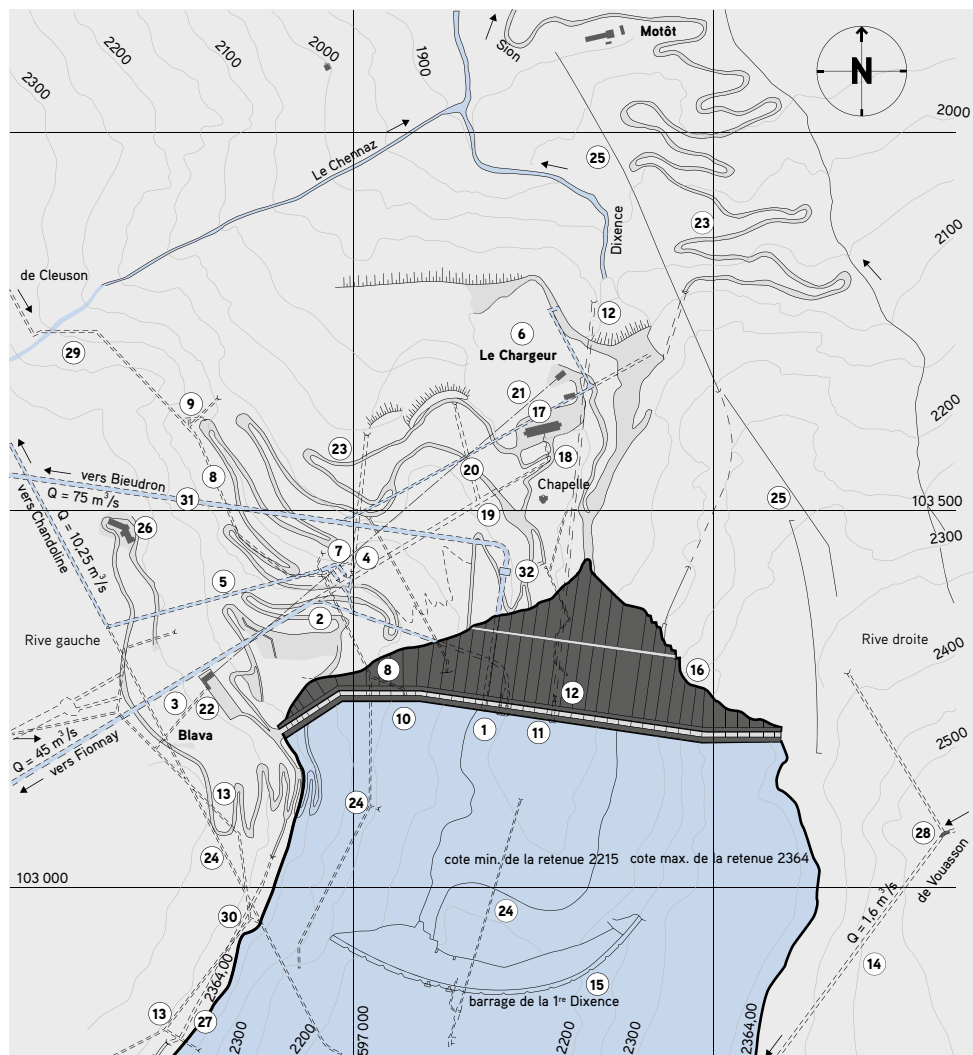 Motôt
Sion
N
2300
2200
2100
2000
1900
2000
Le Chennaz
25
Dixence
23
2100
de Cleuson
12
29
6
Le Chargeur
21
17
9
2200
23
18
8
20
Chapelle
vers Bieudron
Q = 75 m³/s
31
25
19
103 500
vers Chandoline
Q = 10,25 m³/s
26
2300
7
4
32
5
2
Rive gauche
Rive droite
2400
8
16
12
3
22
10
1
11
Blava
2500
Q = 45 m³/s
vers Fionnay
13
24
28
24
cote min. de la retenue 2215
cote max. de la retenue 2364
de Vouasson
103 000
24
30
Q = 1,6 m³/s
14
2364,00
15
barrage de la 1re Dixence
13
27
2300
2200
597 000
2200
2300
2364,00